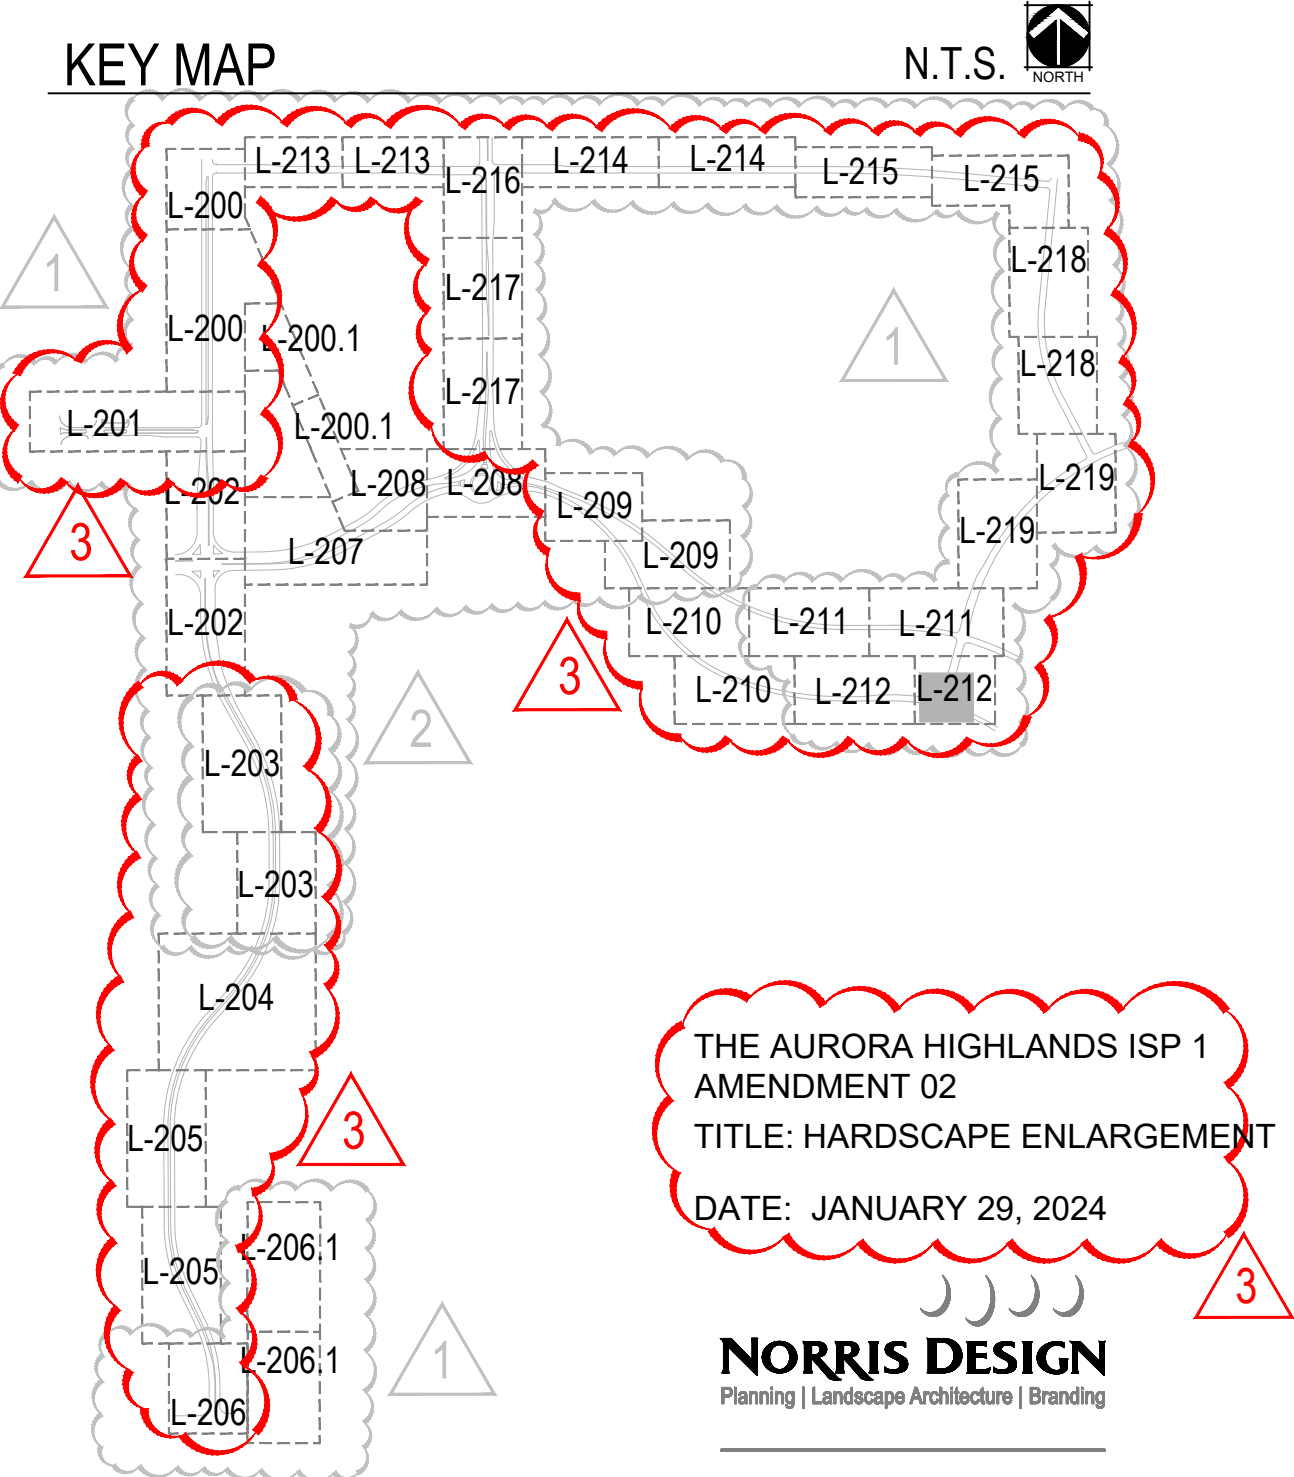 KEY MAP
N.T.S.
NORTH
L-213
L-213
L-216
L-214
L-214
L-215
L-215
L-200
1
L-218
L-217
L-200
L-200.1
1
L-218
L-217
L-201
L-200.1
L-208
L-208
L-219
L-202
L-209
3
L-207
L-209
L-219
L-202
L-210
L-211
L-211
3
L-210
L-212
L-212
2
L-203
L-203
L-204
THE AURORA HIGHLANDS ISP 1
AMENDMENT 02
TITLE: HARDSCAPE ENLARGEMENT
3
L-205
DATE: JANUARY 29, 2024
L-206.1
L-205
3
L-206.1
1
L-206
NORRIS DESIGN
Planning | Landscape Architecture | Branding